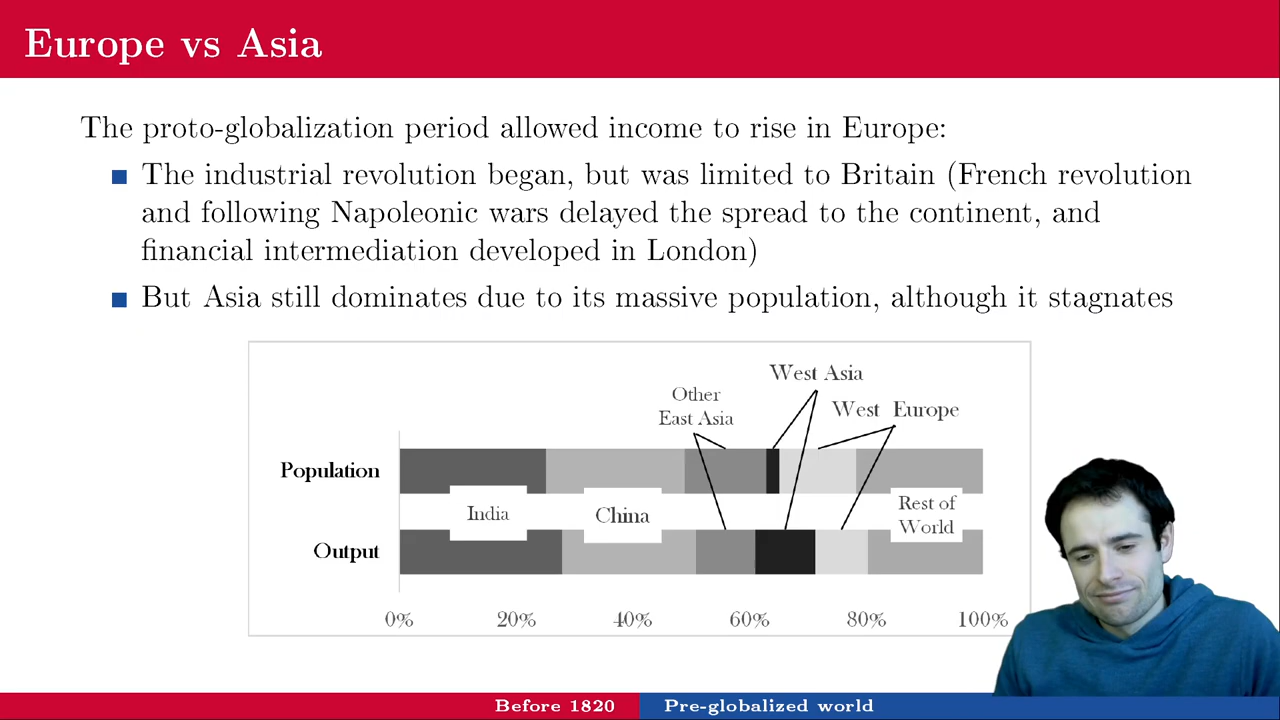 Europe vs Asia
The proto-globalization period allowed income to rise in Europe:
The industrial revolution began, but was limited to Britain (French revolution
and following Napoleonic wars delayed the spread to the continent, and
financial intermediation developed in London)
But Asia still dominates due to its massive population, although it stagnates
West Asia
Other
East Asia
West Europe
Population
India
China
Rest of
World
Output
0% 20% 40% 60% 80% 100%
Before 1820 Pre-globalized world